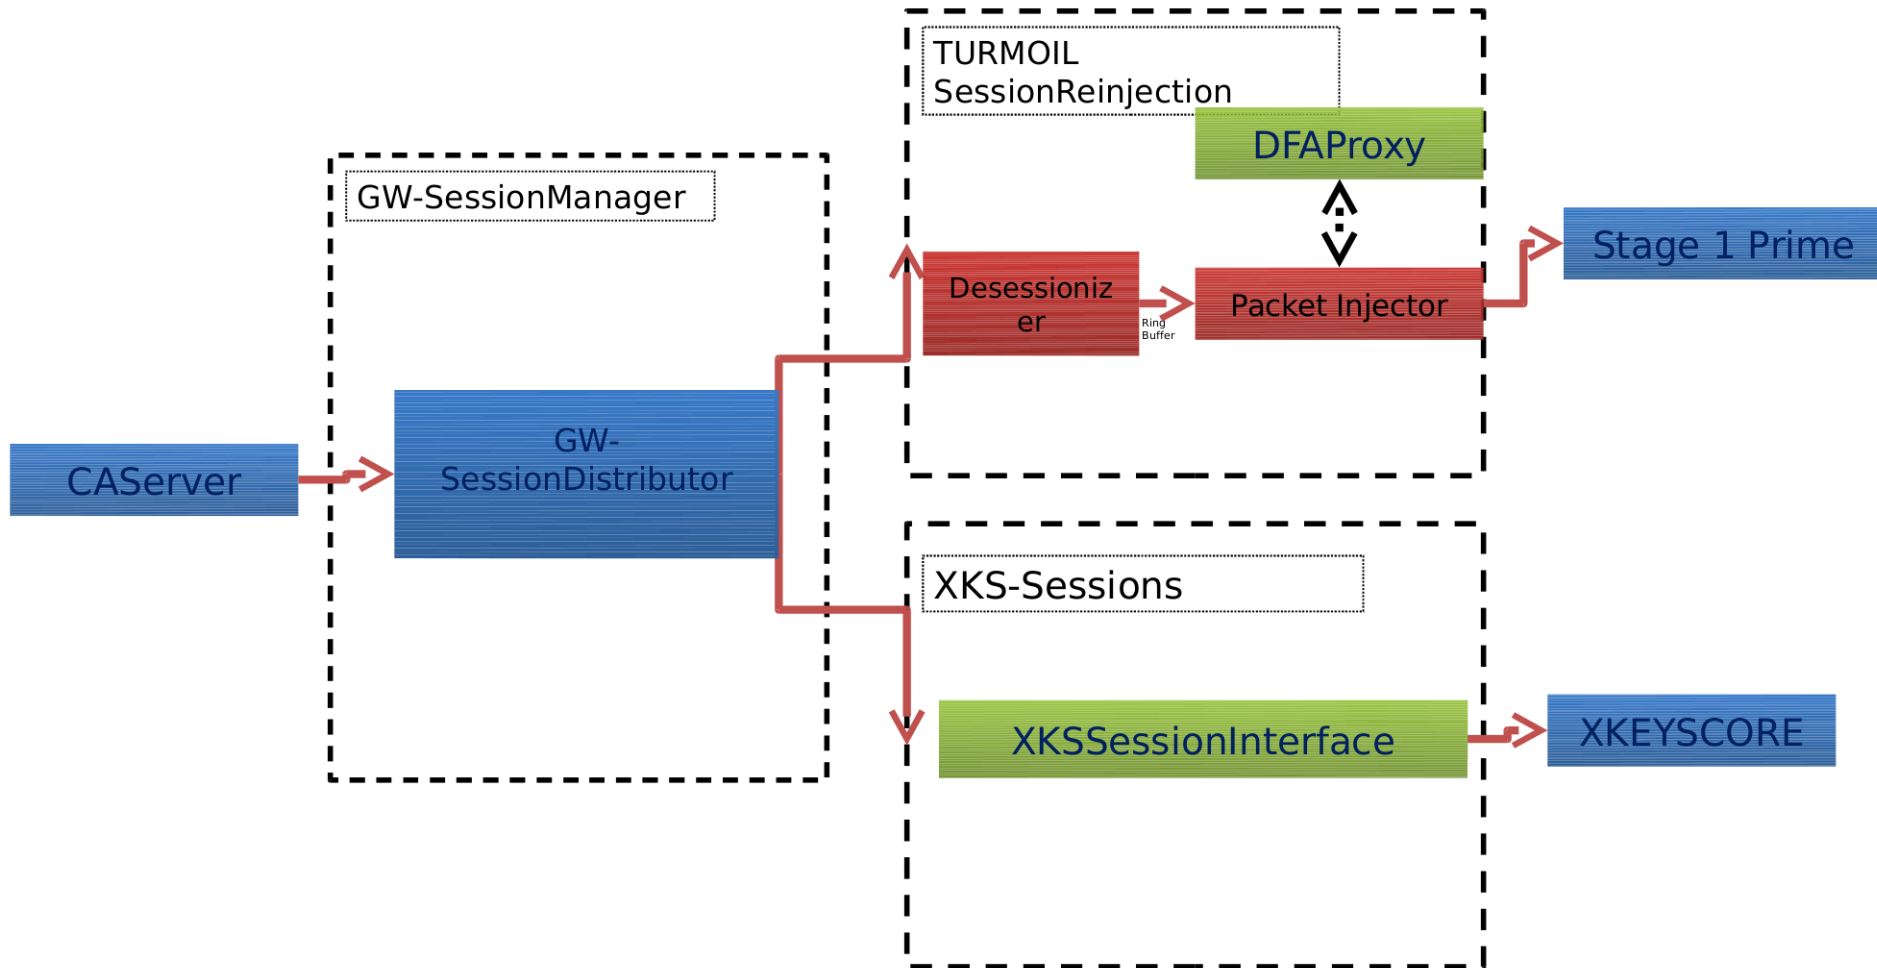 TURMOIL
SessionReinjection
DFAProxy
GW-SessionManager
Stage 1 Prime
Desessioniz
er
Ring
Buffer
Packet Injector
GW-
SessionDistributor
CAServer
XKS-Sessions
XKSSessionInterface
XKEYSCORE